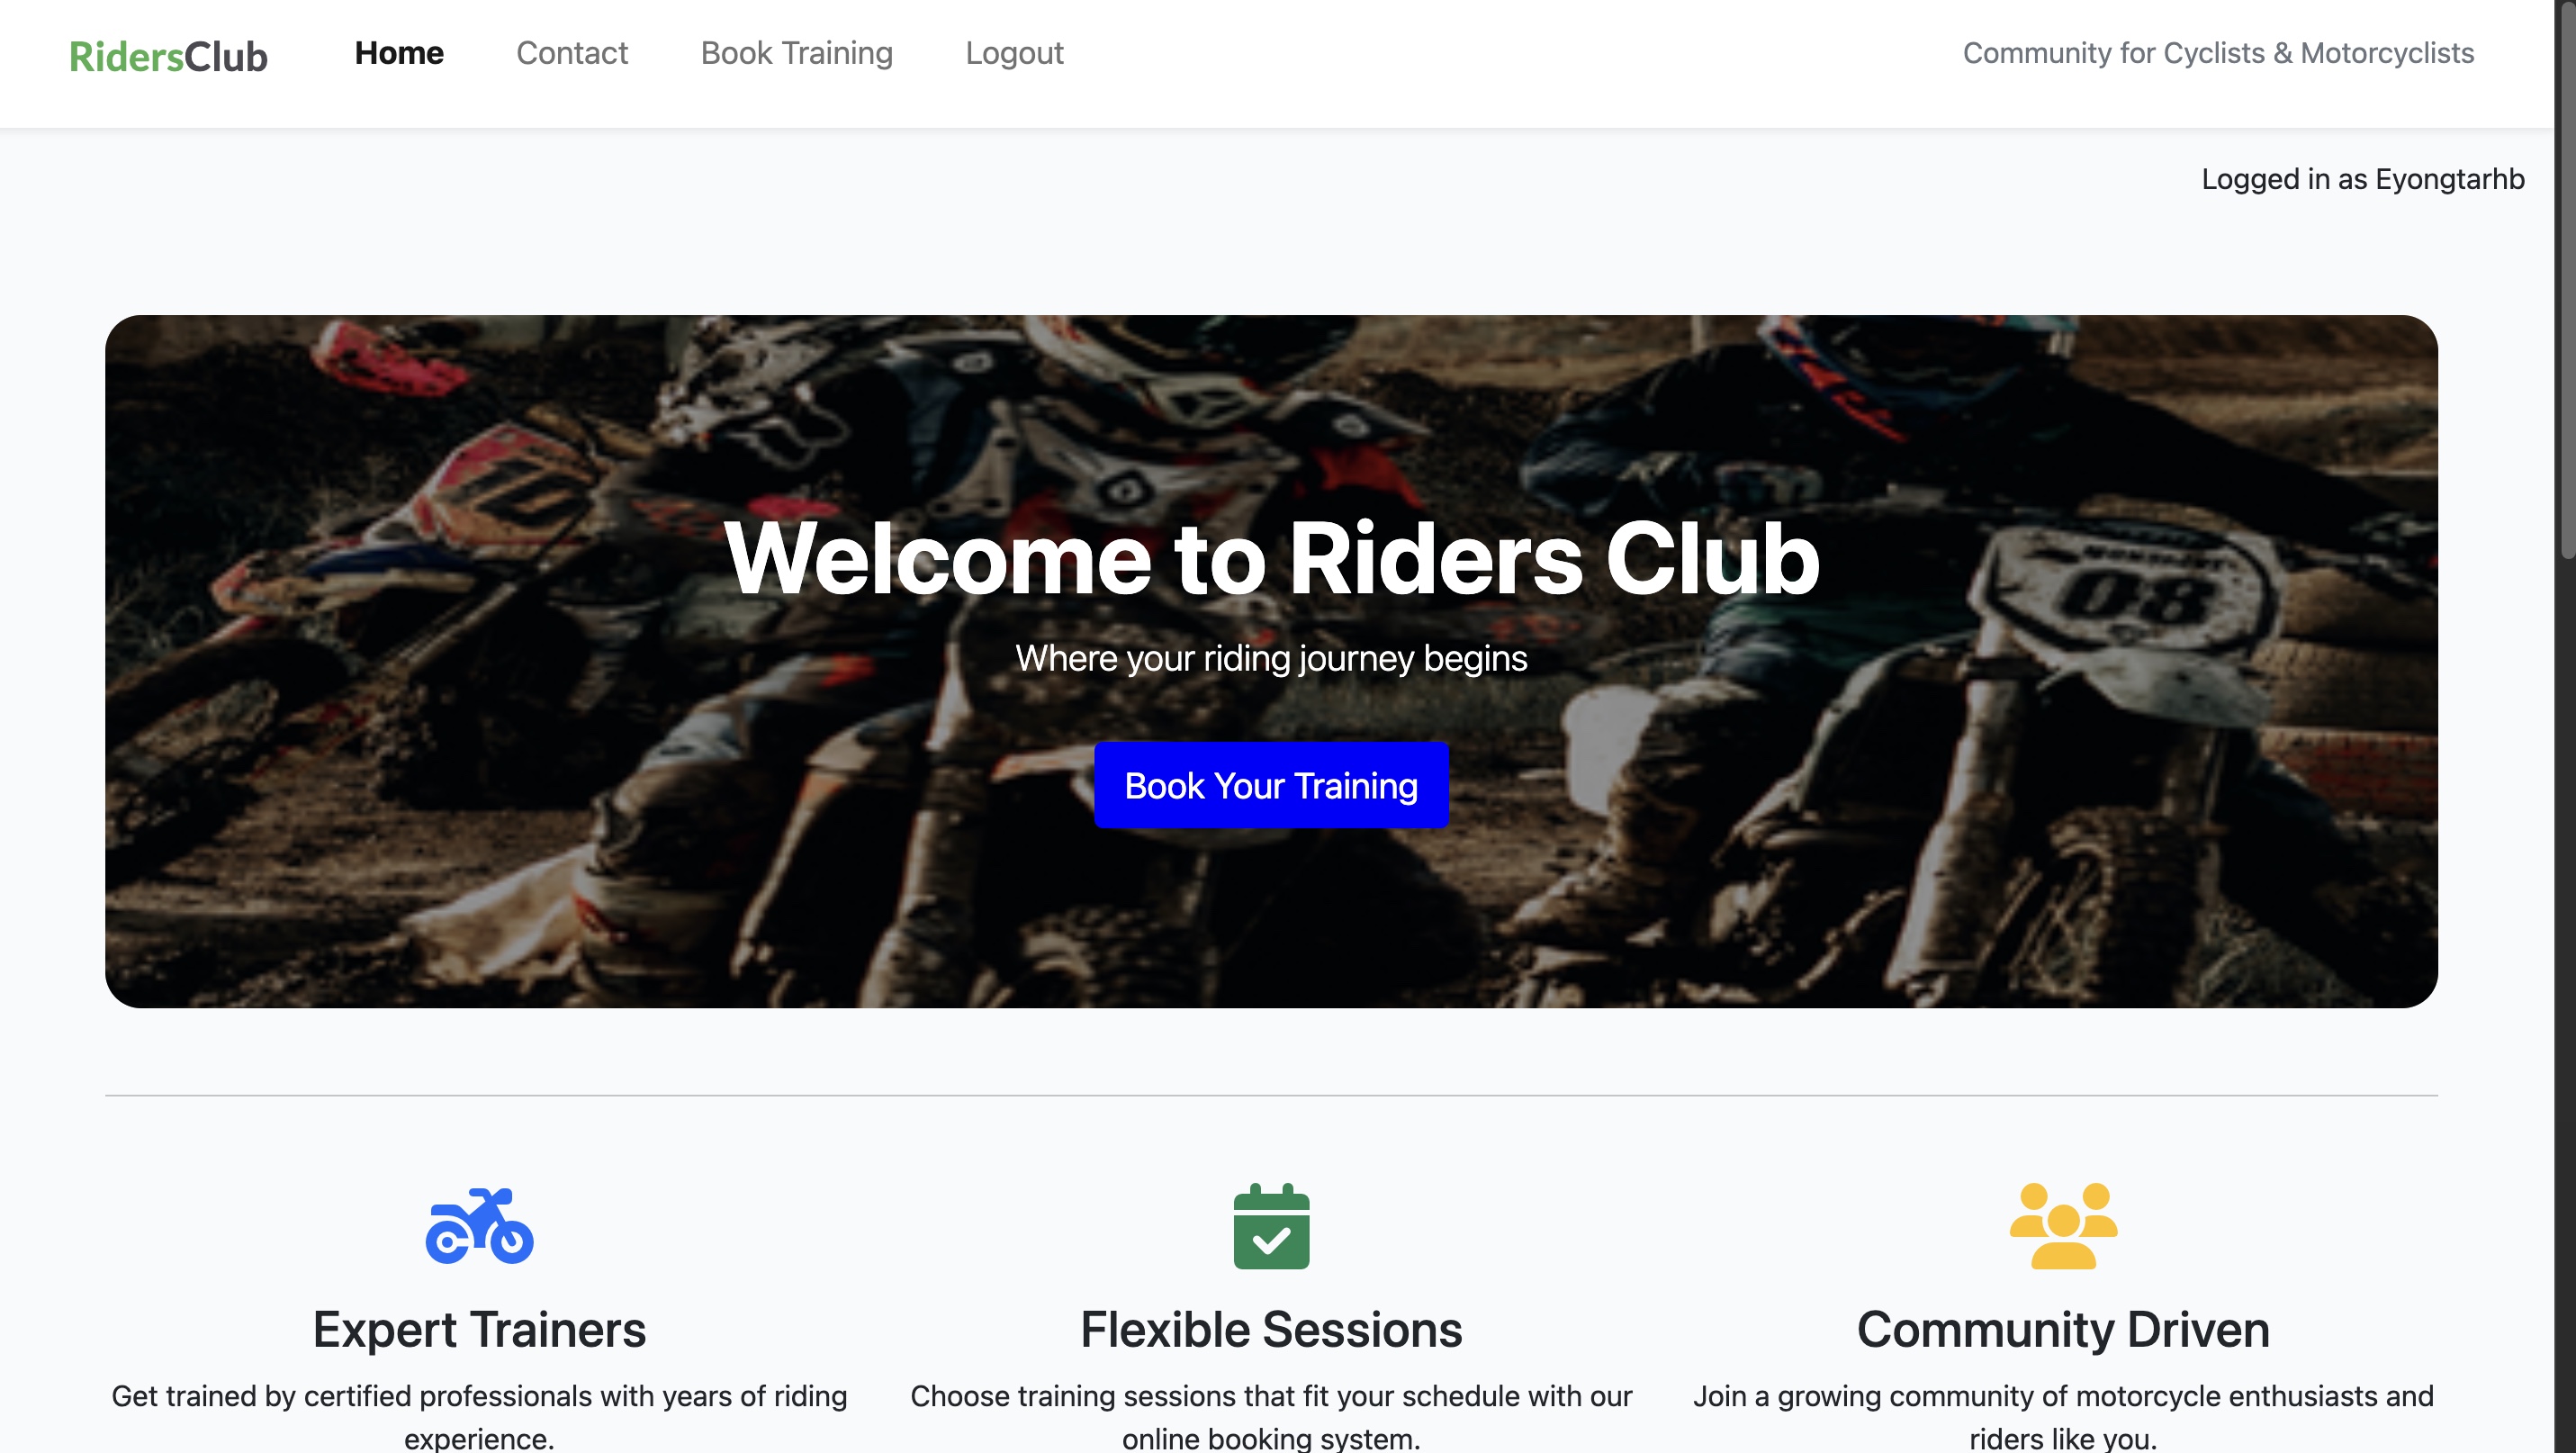 RidersClub Home Contact Book Training Logout Community for Cyclists & Motorcyclists
Logged in as Eyongtarhb
Welcome to Riders Club
08
Where your riding journey begins
Book Your Training
Expert Trainers
Get trained by certified professionals with years of riding
experience.
Flexible Sessions
Choose training sessions that fit your schedule with our
online booking system.
Community Driven
Join a growing community of motorcycle enthusiasts and
riders like you.